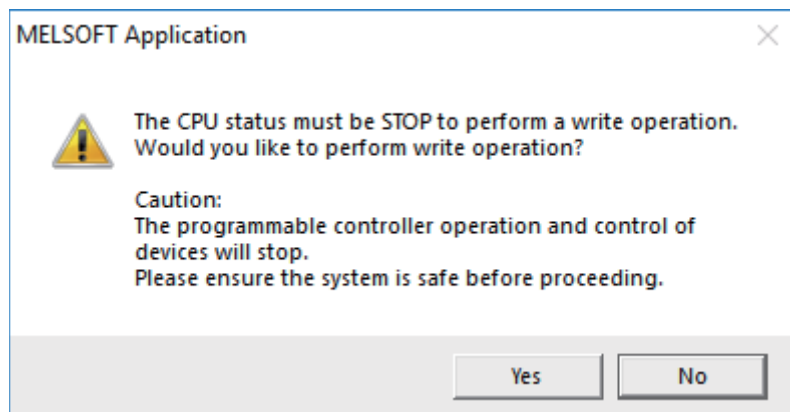 MELSOFT Application
The CPU status must be STOP to perform a write operation.
Would you like to perform write operation?
Caution:
The programmable controller operation and control of
devices will stop.
Please ensure the system is safe before proceeding.
Yes
No